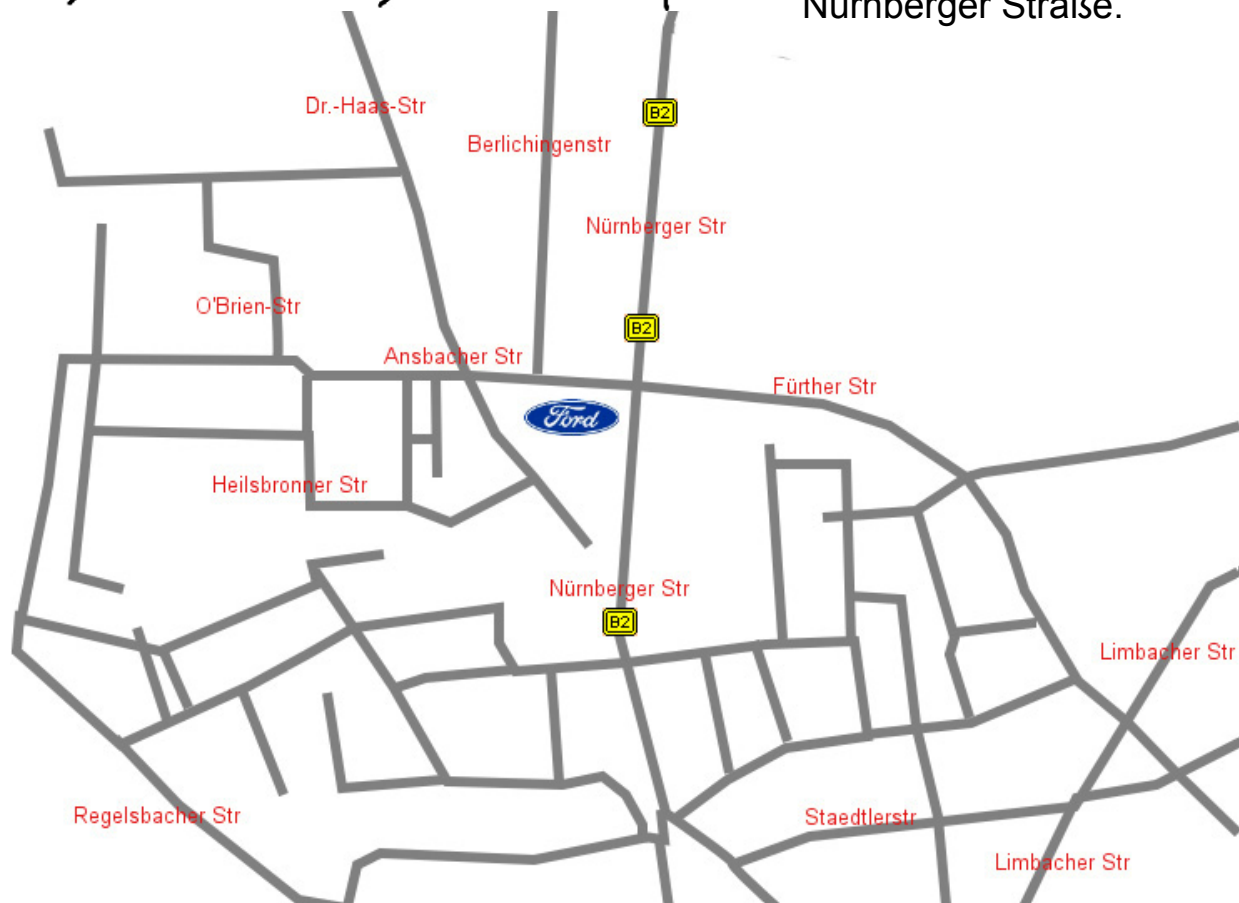 Nürnberger Straße.
Dr.-Haas-Str
B2
Berlichingenstr
Nürnberger Str
O'Brien-Str
B2
Ansbacher Str
Fürther Str
Ford
Heilsbronner Str
Nürnberger Str
B2
Limbacher Str
Regelsbacher Str
Staedtlerstr
Limbacher Str